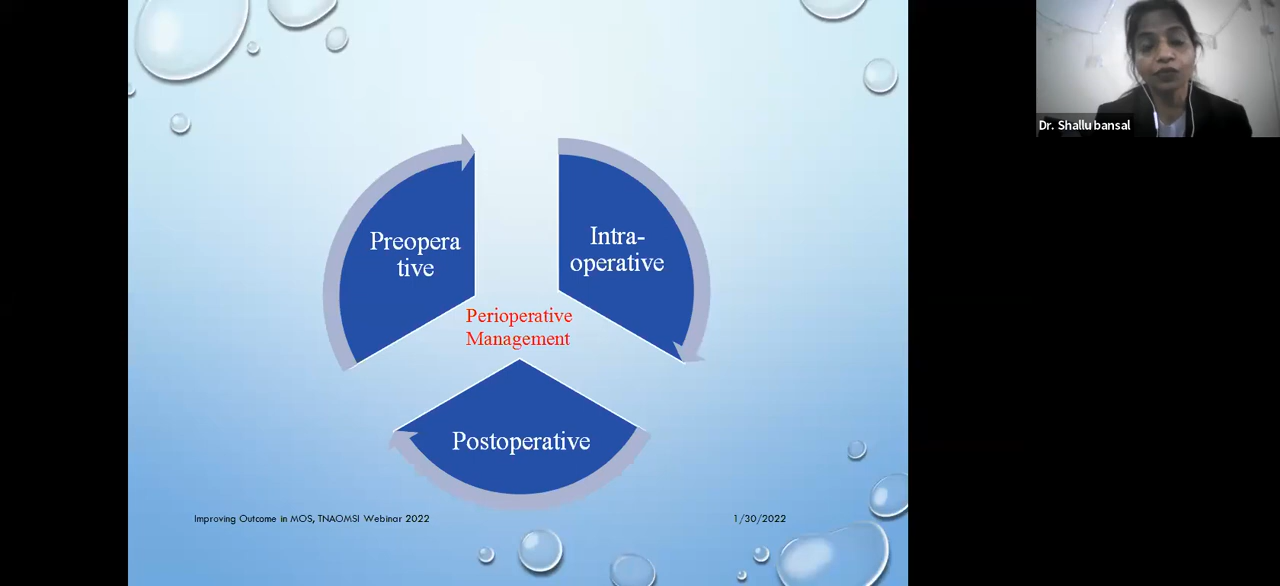 Dr. Shallu bansal
Preopera
tive
Intra-
operative
Perioperative
Management
Postoperative
Improving Outcome in MOS, TNAOMSI Webinar 2022
1/30/2022